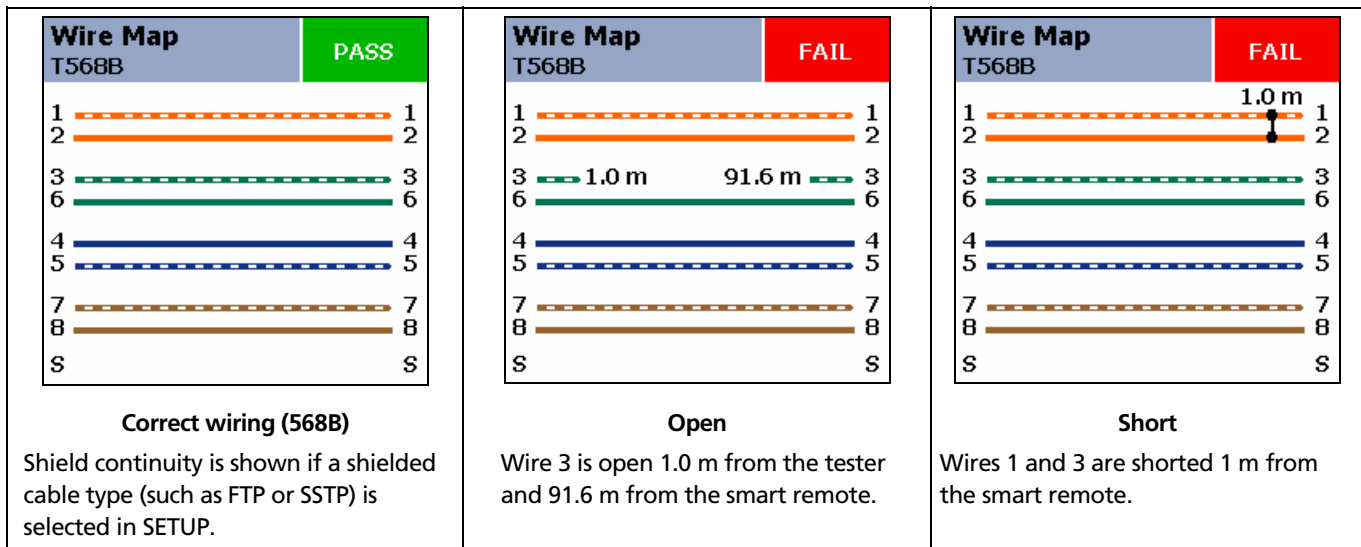 Wire Map
T568B
PASS
1 1
2 2
3 3
6 6
4 4
5 5
7 7
8 8
S S
Correct wiring (568B)
Shield continuity is shown if a shielded
cable type (such as FTP or SSTP) is
selected in SETUP.
Wire Map
T568B
FAIL
1 1
2 2
3 1.0 m 91.6 m 3
6 6
4 4
5 5
7 7
8 8
S S
Open
Wire 3 is open 1.0 m from the tester
and 91.6 m from the smart remote.
Wire Map
T568B
FAIL
1.0 m
1 1
2 2
3 3
6 6
4 4
5 5
7 7
8 8
S S
Short
Wires 1 and 3 are shorted 1 m from
the smart remote.